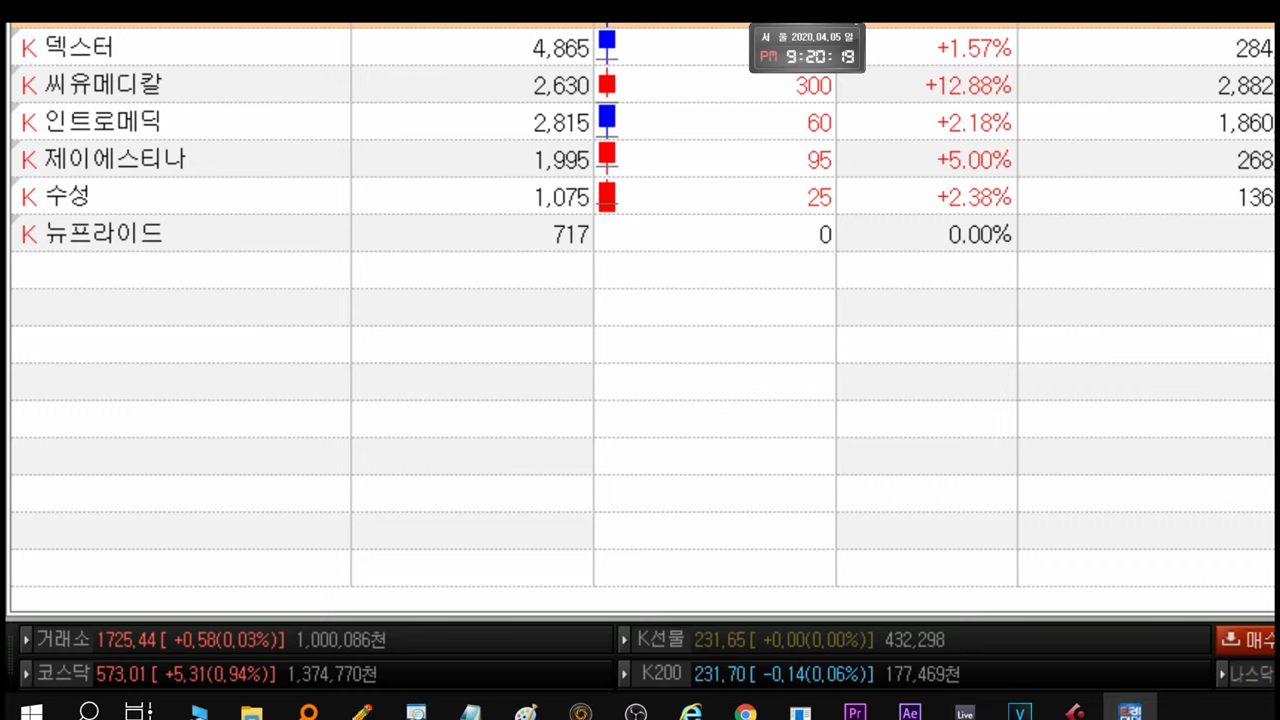 서 울 2020.04.05 일
PM 9:20:19
K 덱스터 4,865 +1.57% 284
K 씨유메디칼 2,630 300 +12.88% 2,882
K 인트로메딕 2,815 60 +2.18% 1,860
K 제이에스티나 1,995 95 +5.00% 268
K 수성 1,075 25 +2.38% 136
K 뉴프라이드 717 0 0.00%
거래소 1725,44 [ +0,58(0,03%)] 1,000,086천 K선물 231,65 [ +0,00(0,00%)] 432,298 매수
코스닥 573,01 [ +5,31(0,94%)] 1,374,770천 K200 231,70 [ -0,14(0,06%)] 177,469천 나스닥
Pr Ae Live V